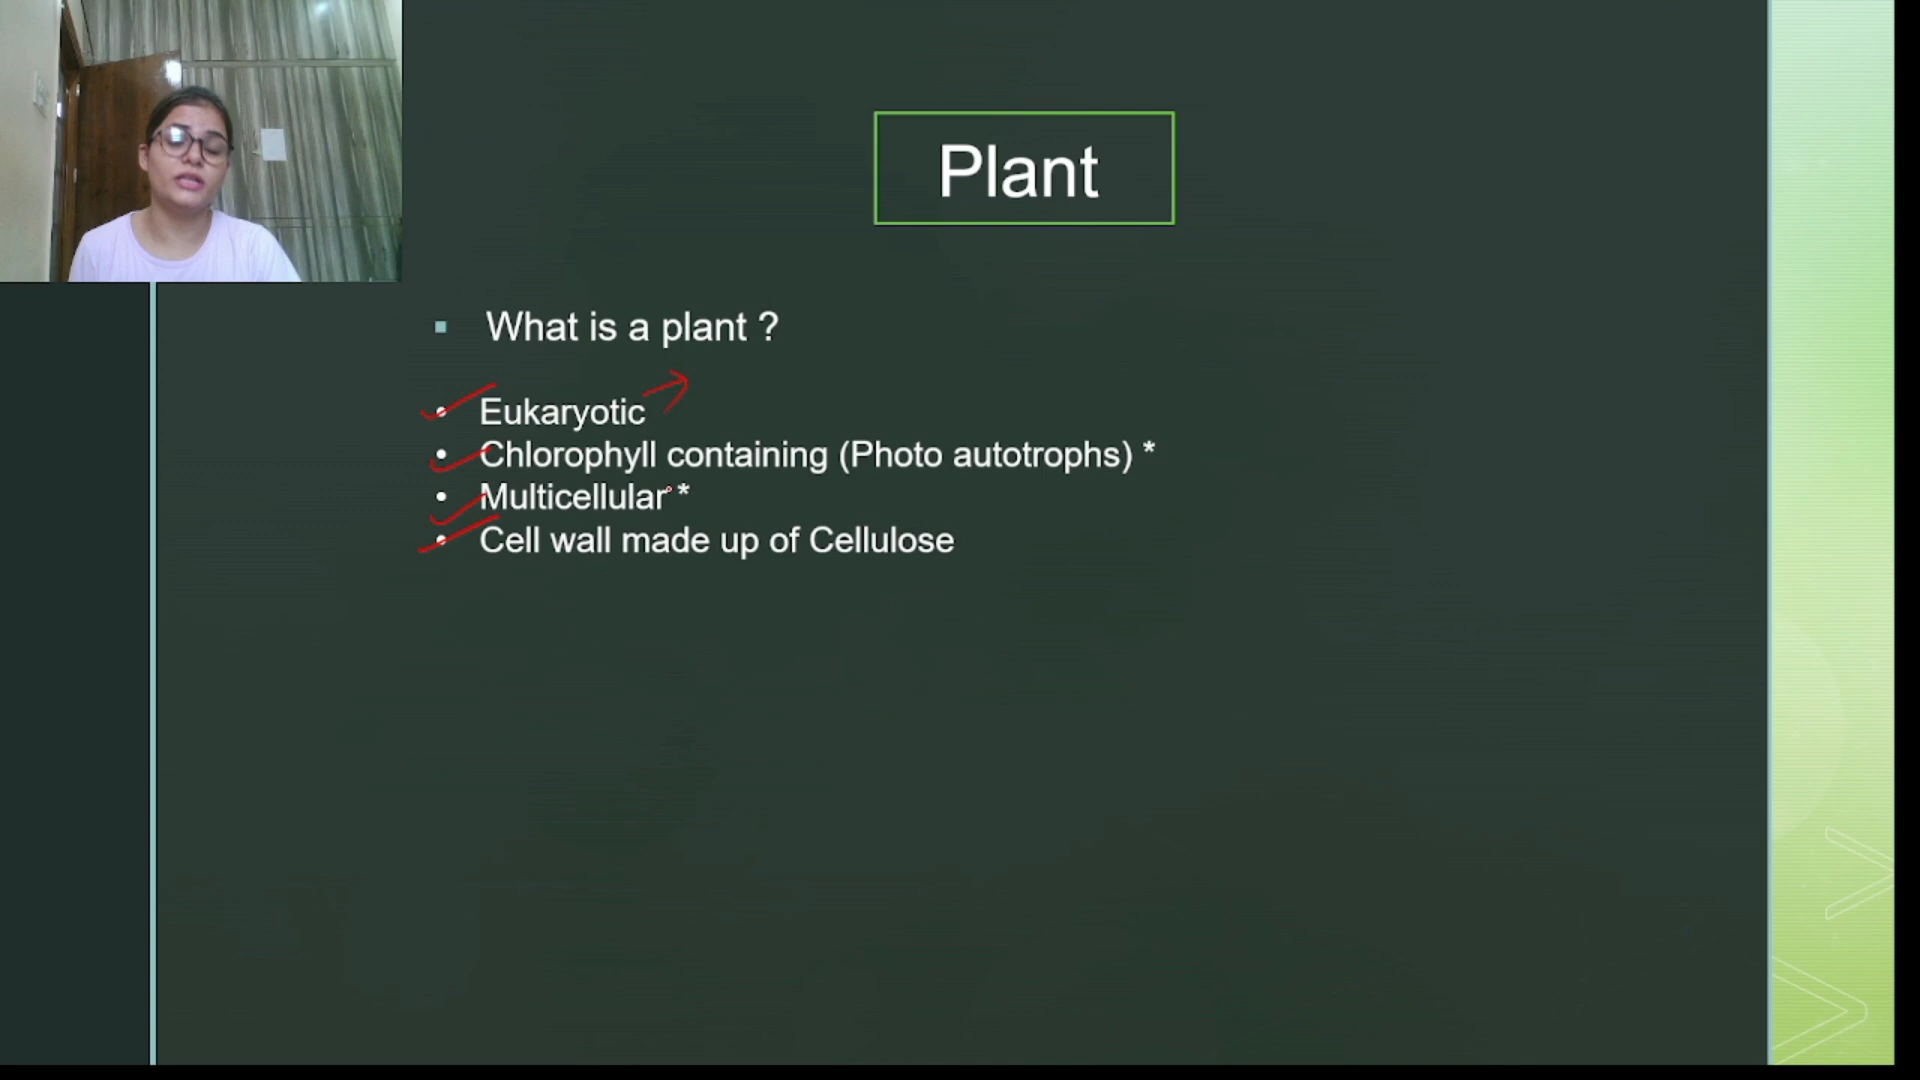 Plant
What is a plant ?
Eukaryotic
Chlorophyll containing (Photo autotrophs) *
Multicellular *
Cell wall made up of Cellulose